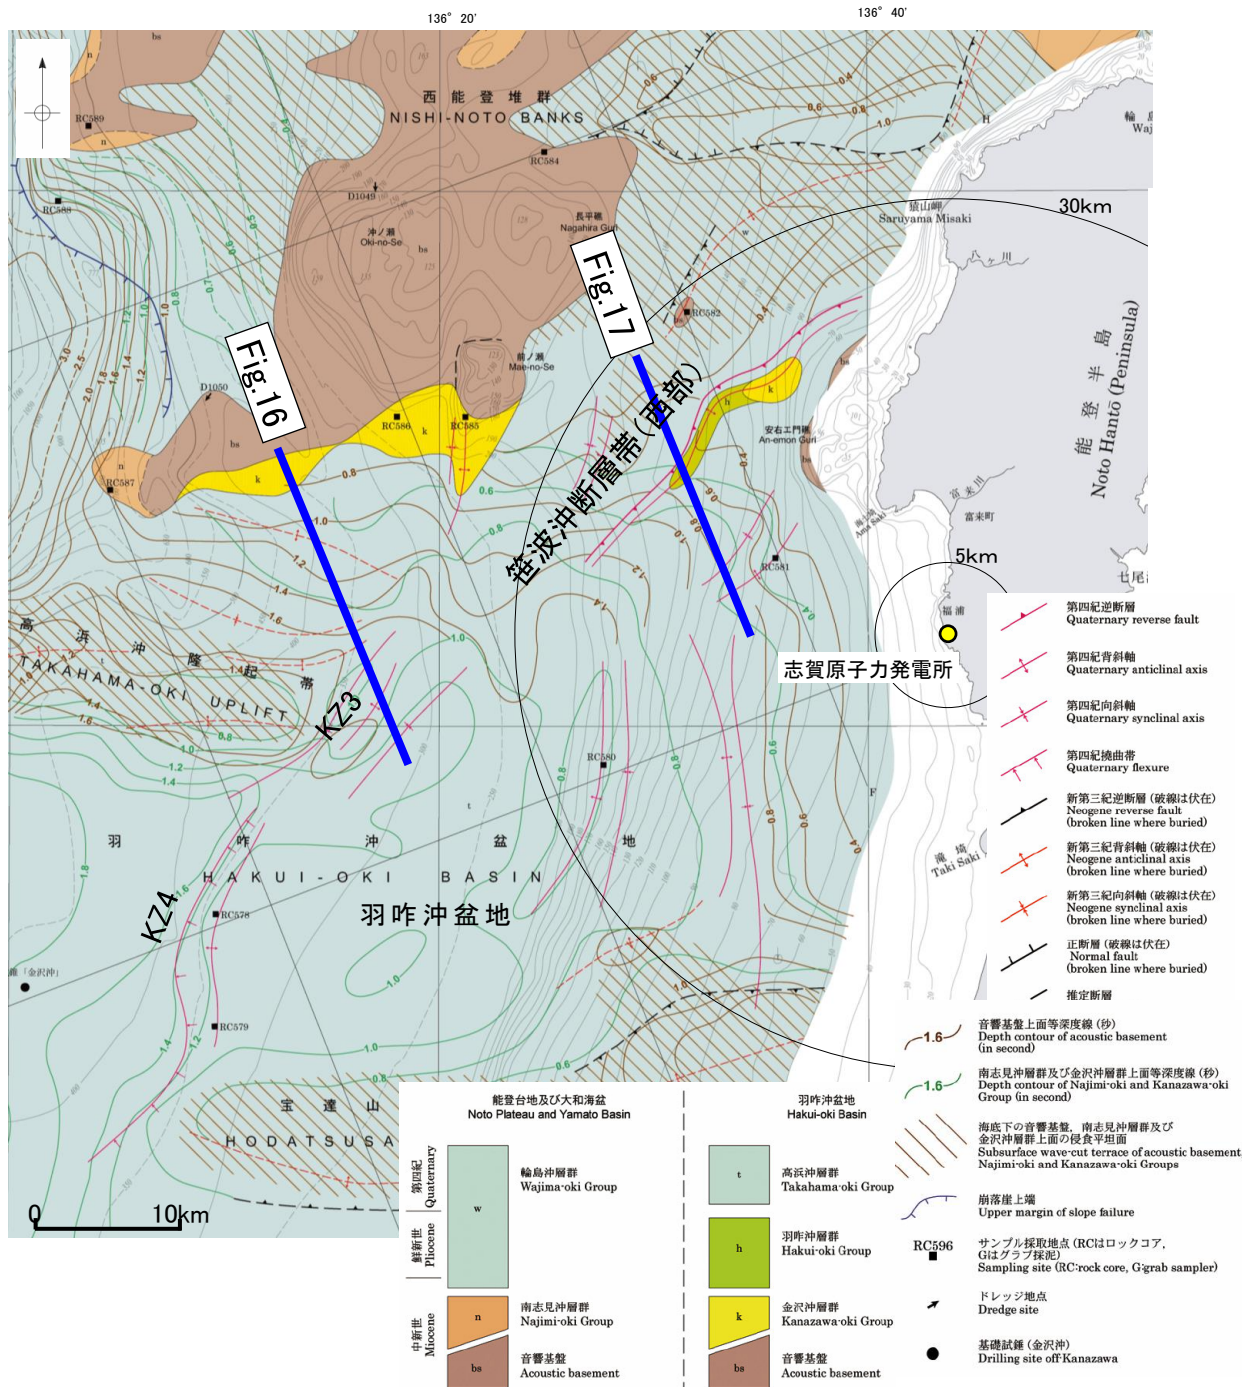 136° 20'
136° 40'
bs
n
RC589
n
RC588
西能登堆群
NISHI-NOTO BANKS
RC584
D1049
沖ノ瀬
Oki-no-Se
長平礁
Nagahira Guri
bs
w
H
輪島
猿山岬
Saruyama Misaki
30km
八ヶ川
Fig.17
Fig.16
RC582
bs
前ノ瀬
Mae-no-Se
D1050
bs
n
RC587
k
RC586
k
RC585
笹波沖断層帯(西部)
h
k
bs
安右エ門礁
An-emon Guri
bs
能登半島
Noto Hanto (Peninsula)
富来川
富来町
海士埼
Ama Saki
RC581
5km
福浦
志賀原子力発電所
高浜沖隆起帯
TAKAHAMA-OKI UPLIFT
t
KZ3
RC580
t
F
羽咋沖盆地
HAKUI-OKI BASIN
羽咋沖盆地
KZ4
RC578
RC579
滝埼
Taki Saki
宝達山
HODATSUSA
0
10km
第四紀逆断層
Quaternary reverse fault
第四紀背斜軸
Quaternary anticlinal axis
第四紀向斜軸
Quaternary synclinal axis
第四紀撓曲帯
Quaternary flexure
新第三紀逆断層 (破線は伏在)
Neogene reverse fault
(broken line where buried)
新第三紀背斜軸 (破線は伏在)
Neogene anticlinal axis
(broken line where buried)
新第三紀向斜軸 (破線は伏在)
Neogene synclinal axis
(broken line where buried)
正断層 (破線は伏在)
Normal fault
(broken line where buried)
推定断層
1.6
音響基盤上面等深度線 (秒)
Depth contour of acoustic basement
(in second)
1.6
南志見沖層群及び金沢沖層群上面等深度線 (秒)
Depth contour of Najimi-oki and Kanazawa-oki
Group (in second)
海底下の音響基盤, 南志見沖層群及び
金沢沖層群上面の侵食平坦面
Subsurface wave-cut terrace of acoustic basement
Najimi-oki and Kanazawa-oki Groups
崩落崖上端
Upper margin of slope failure
RC596
サンプル採取地点 (RCはロックコア,
Gはグラブ採泥)
Sampling site (RC:rock core, G:grab sampler)
ドレッジ地点
Dredge site
基礎試錐 (金沢沖)
Drilling site off-Kanazawa
能登台地及び大和海盆
Noto Plateau and Yamato Basin
羽咋沖盆地
Hakui-oki Basin
第四紀
Quaternary
鮮新世
Pliocene
中新世
Miocene
w
輪島沖層群
Wajima-oki Group
n
南志見沖層群
Najimi-oki Group
bs
音響基盤
Acoustic basement
t
高浜沖層群
Takahama-oki Group
h
羽咋沖層群
Hakui-oki Group
k
金沢沖層群
Kanazawa-oki Group
bs
音響基盤
Acoustic basement